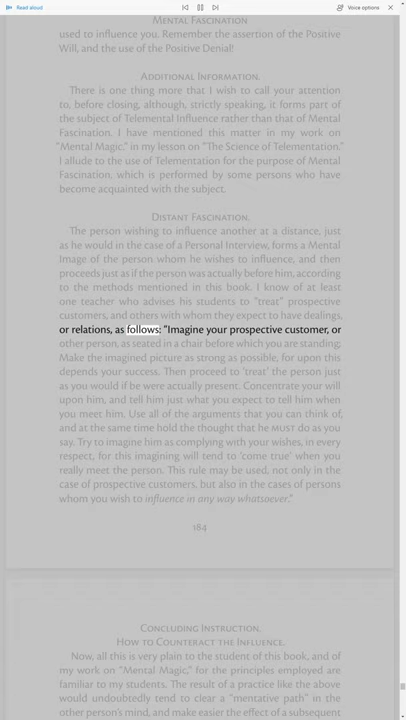 Read aloud
Voice options
MENTAL FASCINATION
used to influence you. Remember the assertion of the Positive
Will, and the use of the Positive Denial!
ADDITIONAL INFORMATION.
There is one thing more that I wish to call your attention
to, before closing, although, strictly speaking, it forms part of
the subject of Telemental Influence rather than that of Mental
Fascination. I have mentioned this matter in my work on
"Mental Magic," in my lesson on "The Science of Telementation."
I allude to the use of Telementation for the purpose of Mental
Fascination, which is performed by some persons who have
become acquainted with the subject.
DISTANT FASCINATION.
The person wishing to influence another at a distance, just
as he would in the case of a Personal Interview, forms a Mental
Image of the person whom he wishes to influence, and then
proceeds just as if the person was actually before him, according
to the methods mentioned in this book. I know of at least
one teacher who advises his students to "treat" prospective
customers, and others with whom they expect to have dealings,
or relations, as follows: "Imagine your prospective customer, or
other person, as seated in a chair before which you are standing;
Make the imagined picture as strong as possible, for upon this
depends your success. Then proceed to 'treat' the person just
as you would if be were actually present. Concentrate your will
upon him, and tell him just what you expect to tell him when
you meet him. Use all of the arguments that you can think of,
and at the same time hold the thought that he MUST do as you
say. Try to imagine him as complying with your wishes, in every
respect, for this imagining will tend to 'come true' when you
really meet the person. This rule may be used, not only in the
case of prospective customers, but also in the cases of persons
whom you wish to influence in any way whatsoever."
184
CONCLUDING INSTRUCTION.
HOW TO COUNTERACT THE INFLUENCE.
Now, all this is very plain to the student of this book, and of
my work on "Mental Magic," for the principles employed are
familiar to my students. The result of a practice like the above
would undoubtedly tend to clear a "mentative path" in the
other person's mind, and make easier the effect of a subsequent